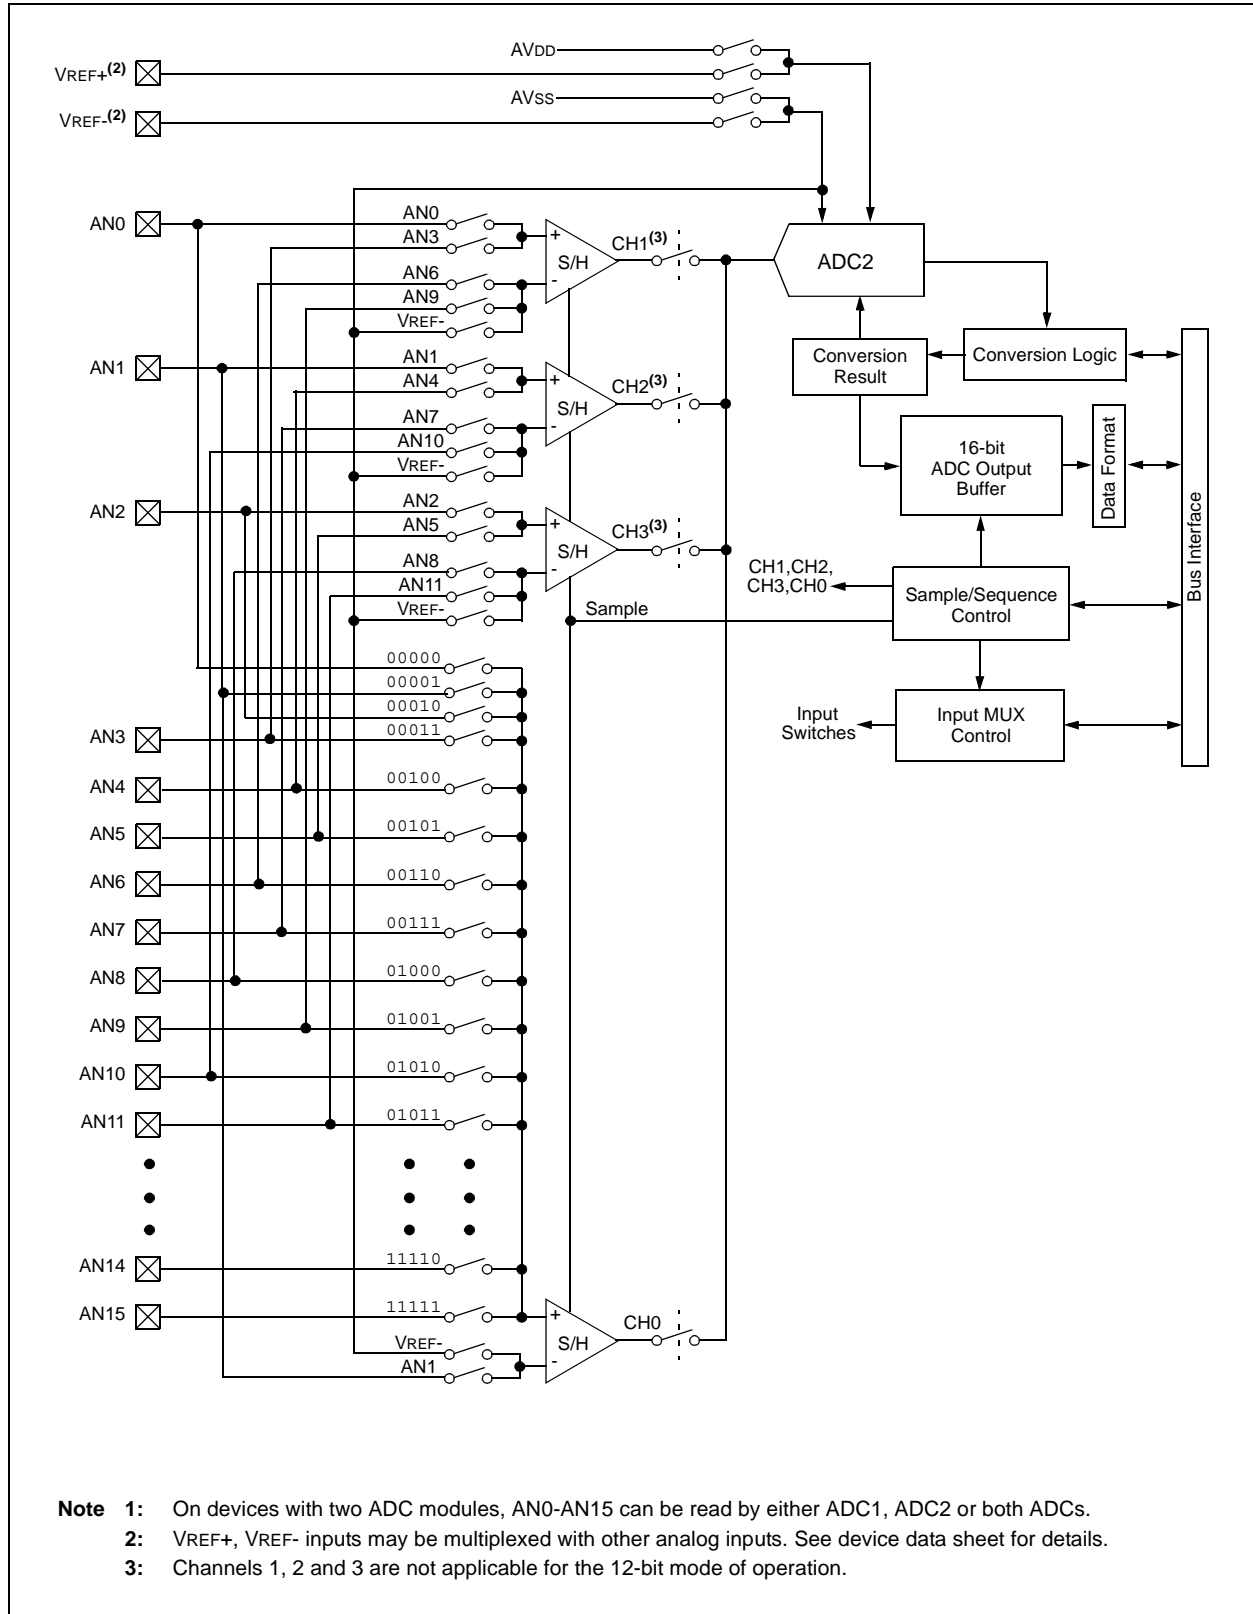 AVDD
VREF+(2)
AVSS
VREF-(2)
AN0
AN0
AN3
AN6
AN9
VREF-
+
S/H
-
CH1(3)
ADC2
Conversion
Result
Conversion Logic
AN1
AN1
AN4
AN7
AN10
VREF-
+
S/H
-
CH2(3)
16-bit
ADC Output
Buffer
Data Format
Bus Interface
AN2
AN2
AN5
AN8
AN11
VREF-
+
S/H
-
CH3(3)
CH1,CH2,
CH3,CH0
Sample/Sequence
Control
Sample
Input
Switches
Input MUX
Control
00000
00001
00010
AN3 00011
AN4 00100
AN5 00101
AN6 00110
AN7 00111
AN8 01000
AN9 01001
AN10 01010
AN11 01011
AN14 11110
AN15 11111
VREF-
AN1
+
S/H
-
CH0
Note 1: On devices with two ADC modules, AN0-AN15 can be read by either ADC1, ADC2 or both ADCs.
2: VREF+, VREF- inputs may be multiplexed with other analog inputs. See device data sheet for details.
3: Channels 1, 2 and 3 are not applicable for the 12-bit mode of operation.